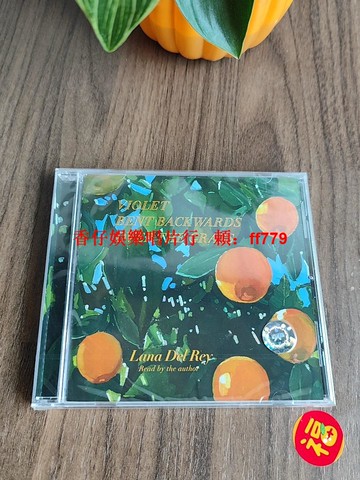 VIOLET
BENT BACKWARDS
香仔娛樂唱片行 賴: ff779
Lana Del Rey
Read by the author
福